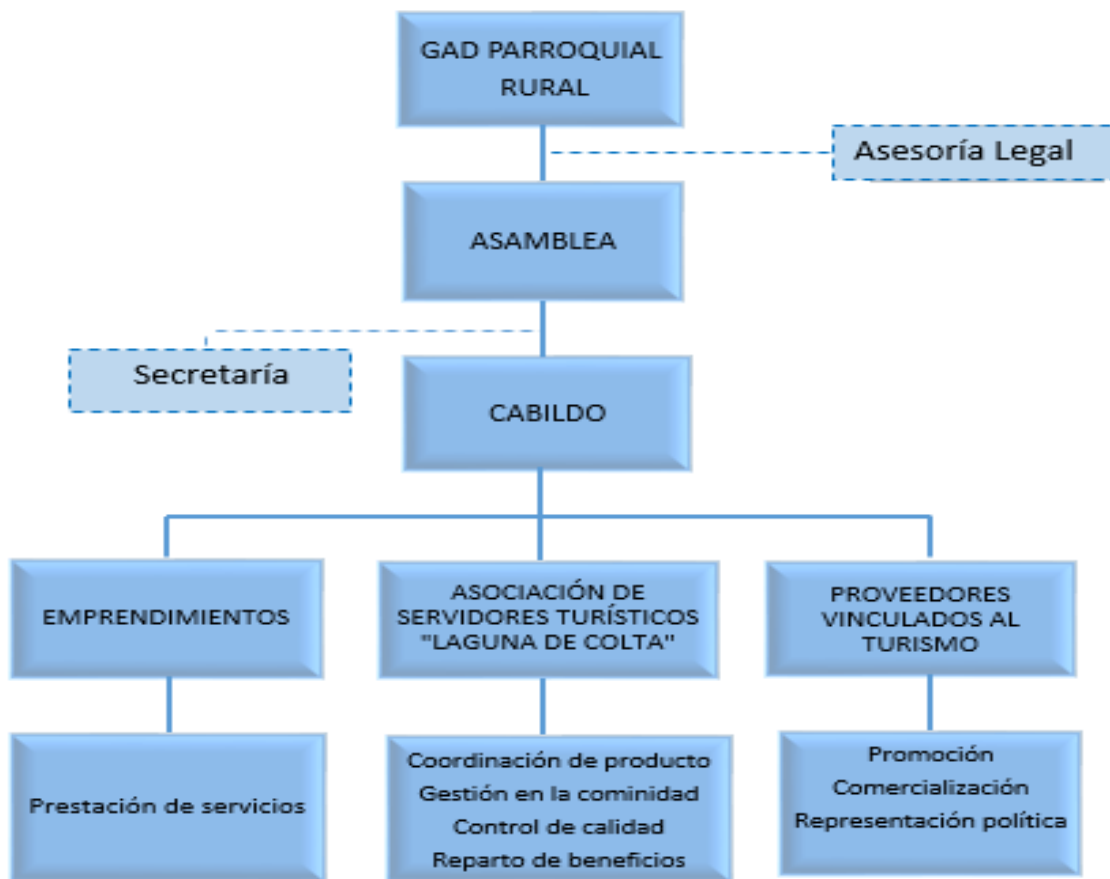 GAD PARROQUIAL
RURAL
Asesoría Legal
ASAMBLEA
Secretaría
CABILDO
EMPRENDIMIENTOS
ASOCIACIÓN DE
SERVIDORES TURÍSTICOS
"LAGUNA DE COLTA"
PROVEEDORES
VINCULADOS AL
TURISMO
Prestación de servicios
Coordinación de producto
Gestión en la cominidad
Control de calidad
Reparto de beneficios
Promoción
Comercialización
Representación política